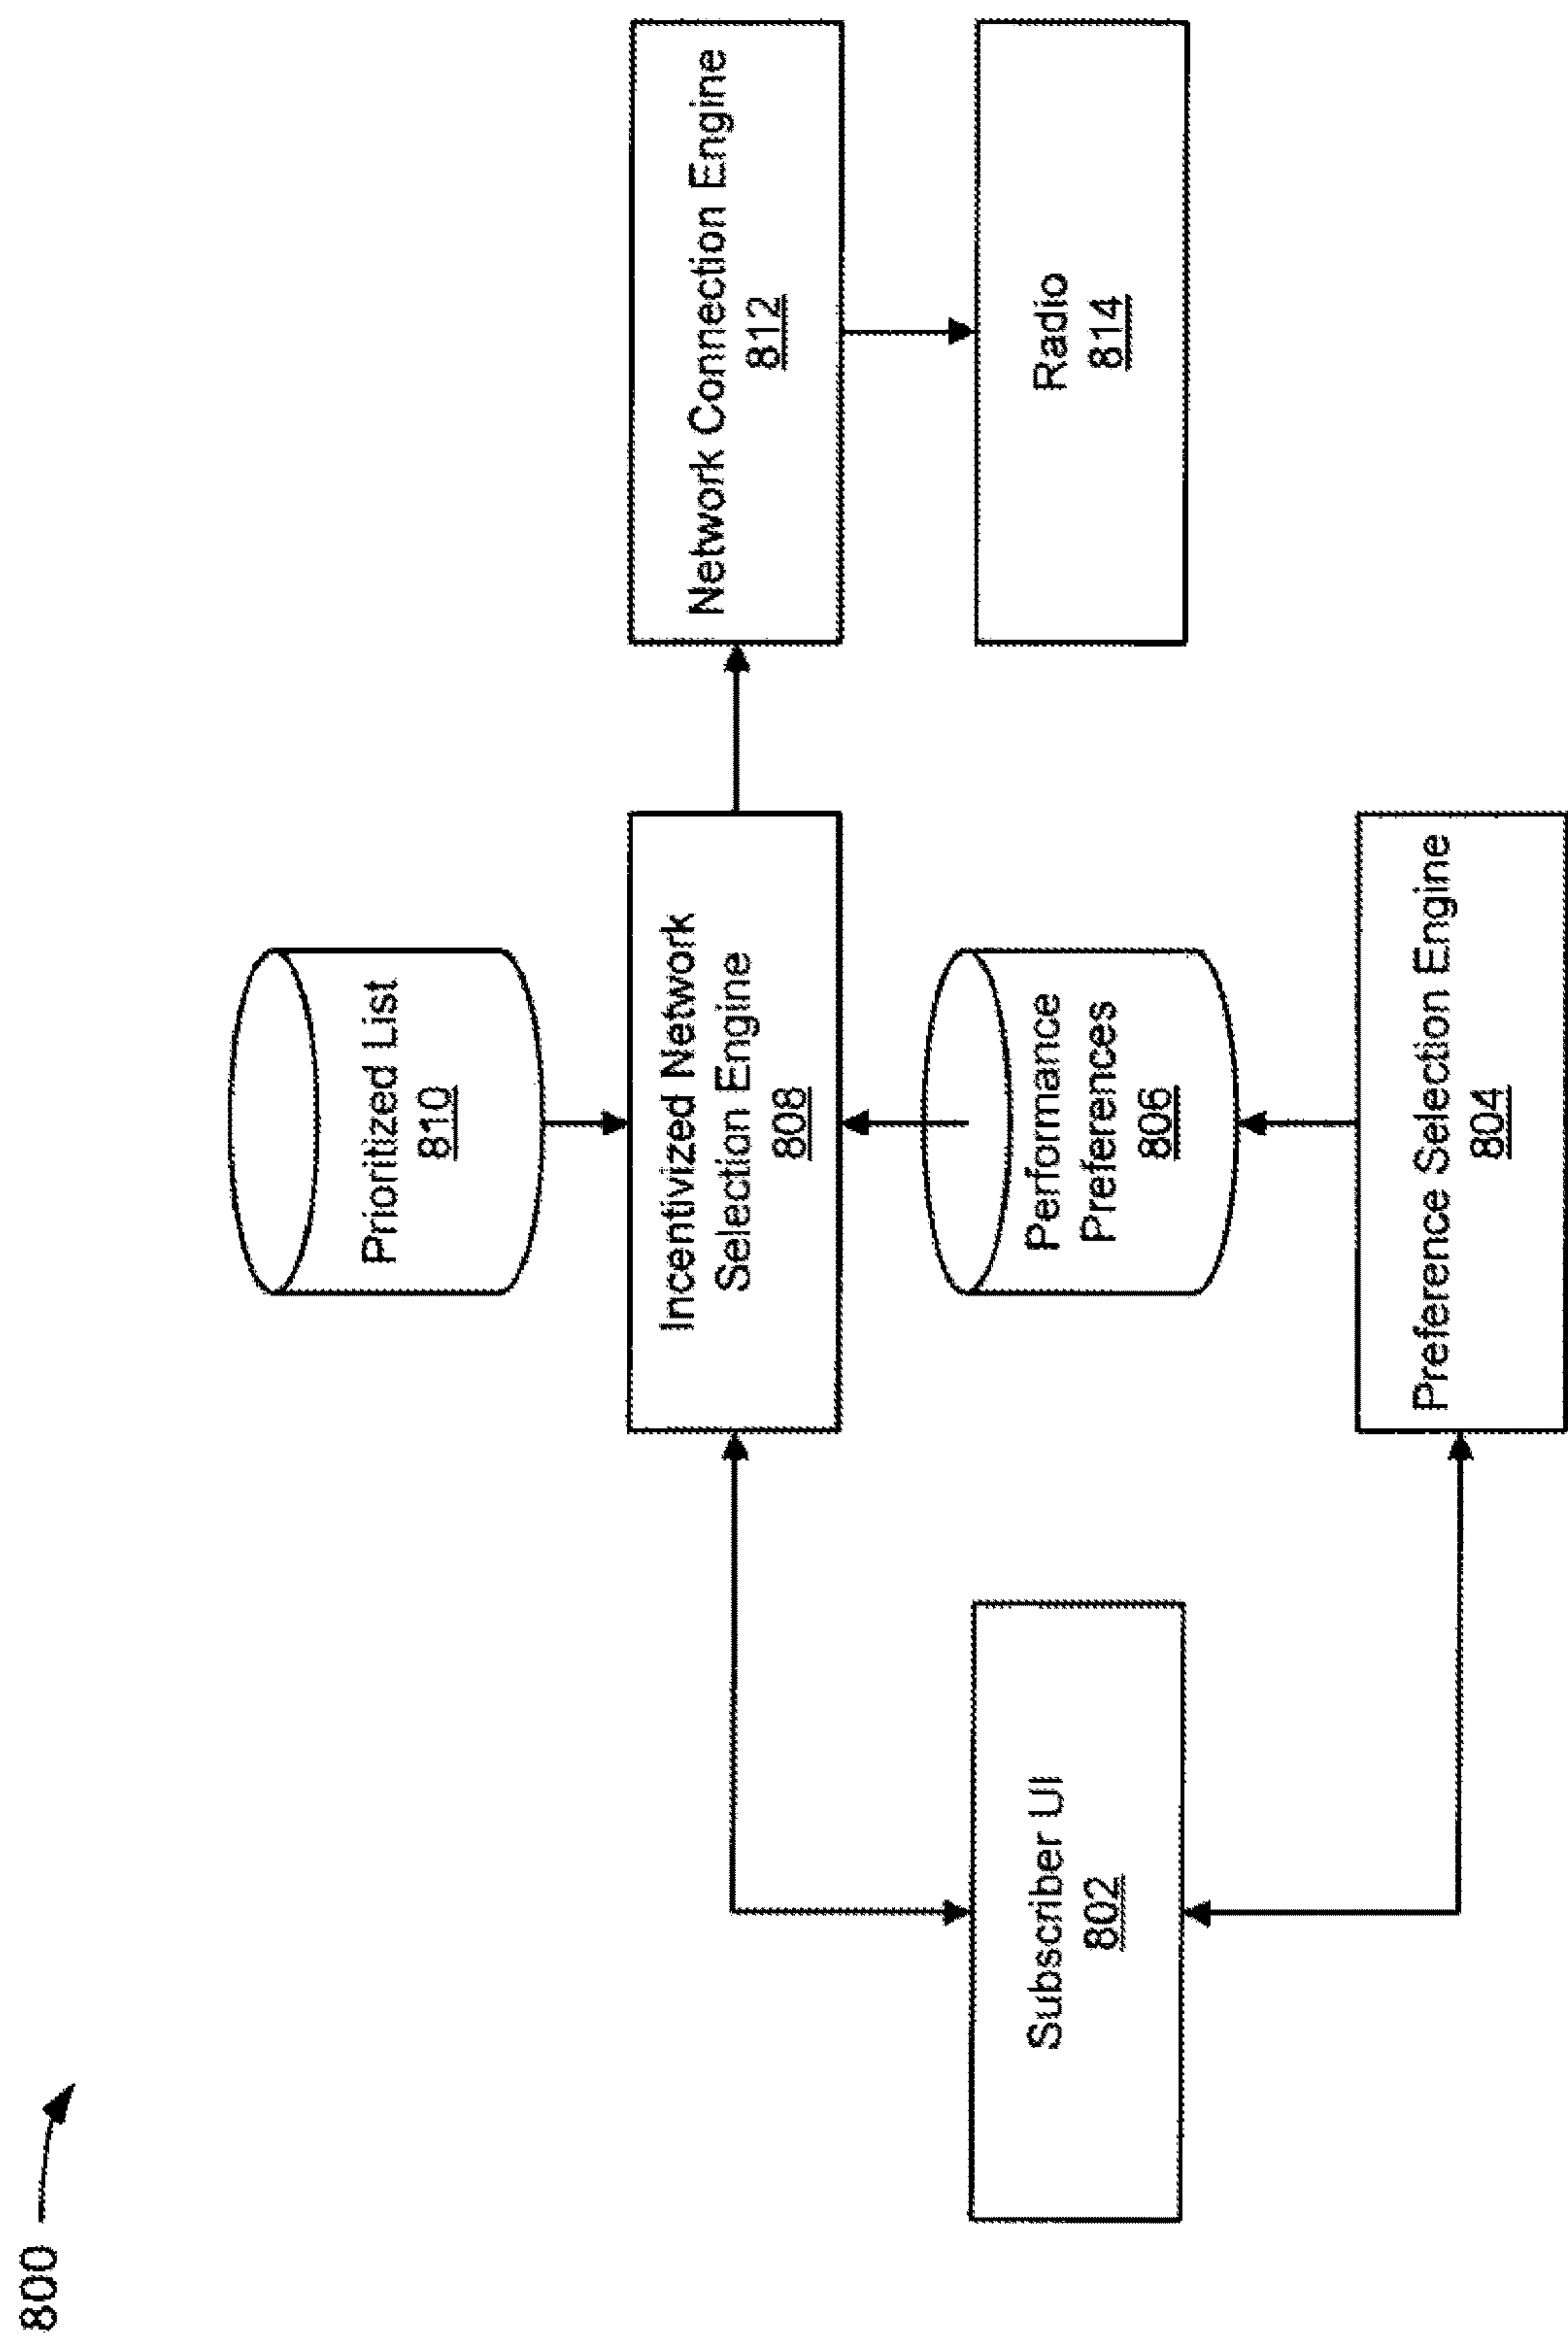 800
Prioritized List
810
Incentivized Network
Selection Engine
808
Network Connection Engine
812
Performance
Preferences
806
Radio
814
Subscriber UI
802
Preference Selection Engine
804